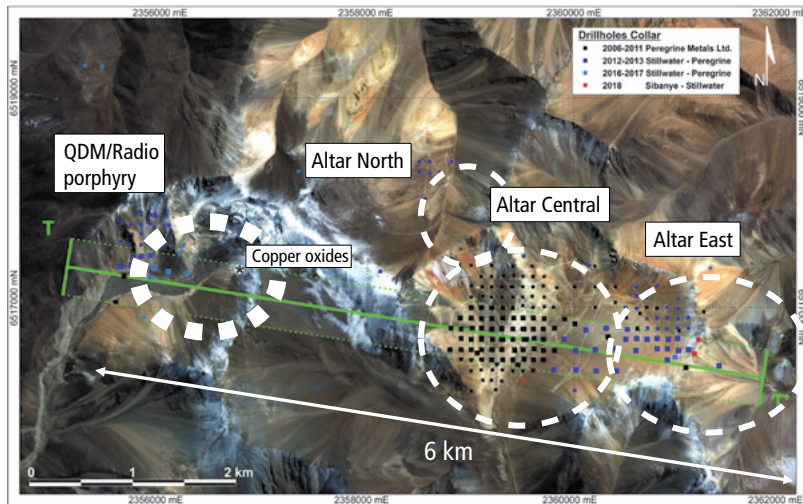 2356000 mE
2358000 mE
2360000 mE
2362000 mE
Drillholes Collar
2006-2011 Peregrine Metals Ltd.
2012-2013 Stillwater - Peregrine
2016-2017 Stillwater - Peregrine
2018 Sibanye - Stillwater
N
6519000 mN
QDM/Radio
porphyry
Altar North
Altar Central
Altar East
T
Copper oxides
*
6517000 mN
T'
6 km
0 1 2 km
2356000 mE
2358000 mE
2360000 mE
2362000 mE